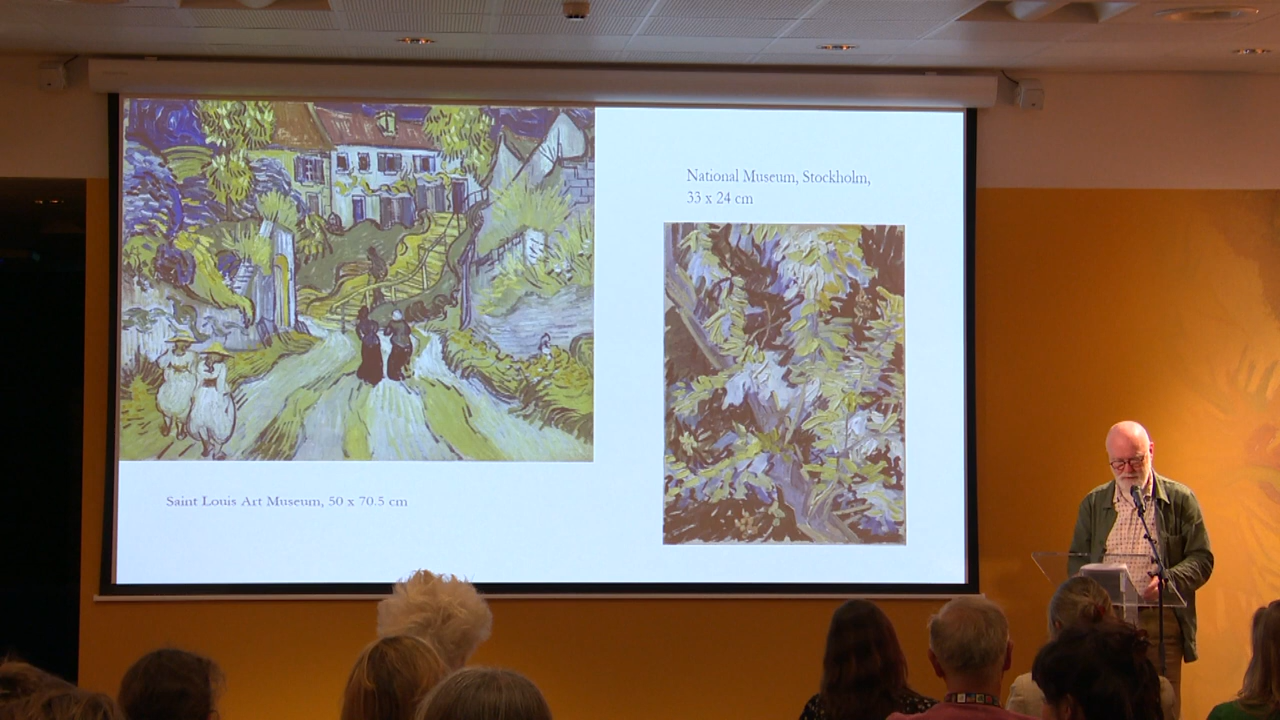 National Museum, Stockholm,
33 x 24 cm
Saint Louis Art Museum, 50 x 70.5 cm